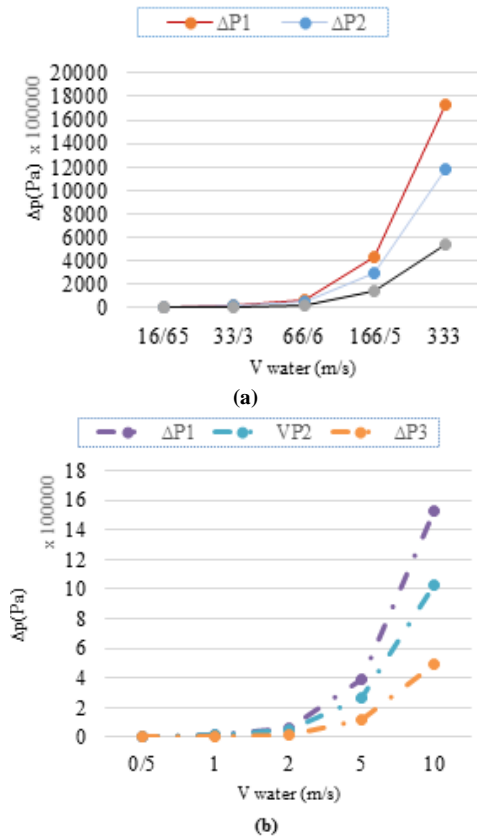 ΔP1 ΔP2
20000
18000
16000
14000
12000
10000
8000
6000
4000
2000
0
Δp(Pa) x 100000
16/65 33/3 66/6 166/5 333
V water (m/s)
(a)
ΔP1 VP2 ΔP3
18
16
14
12
10
8
6
4
2
0
Δp(Pa) x 100000
0/5 1 2 5 10
V water (m/s)
(b)